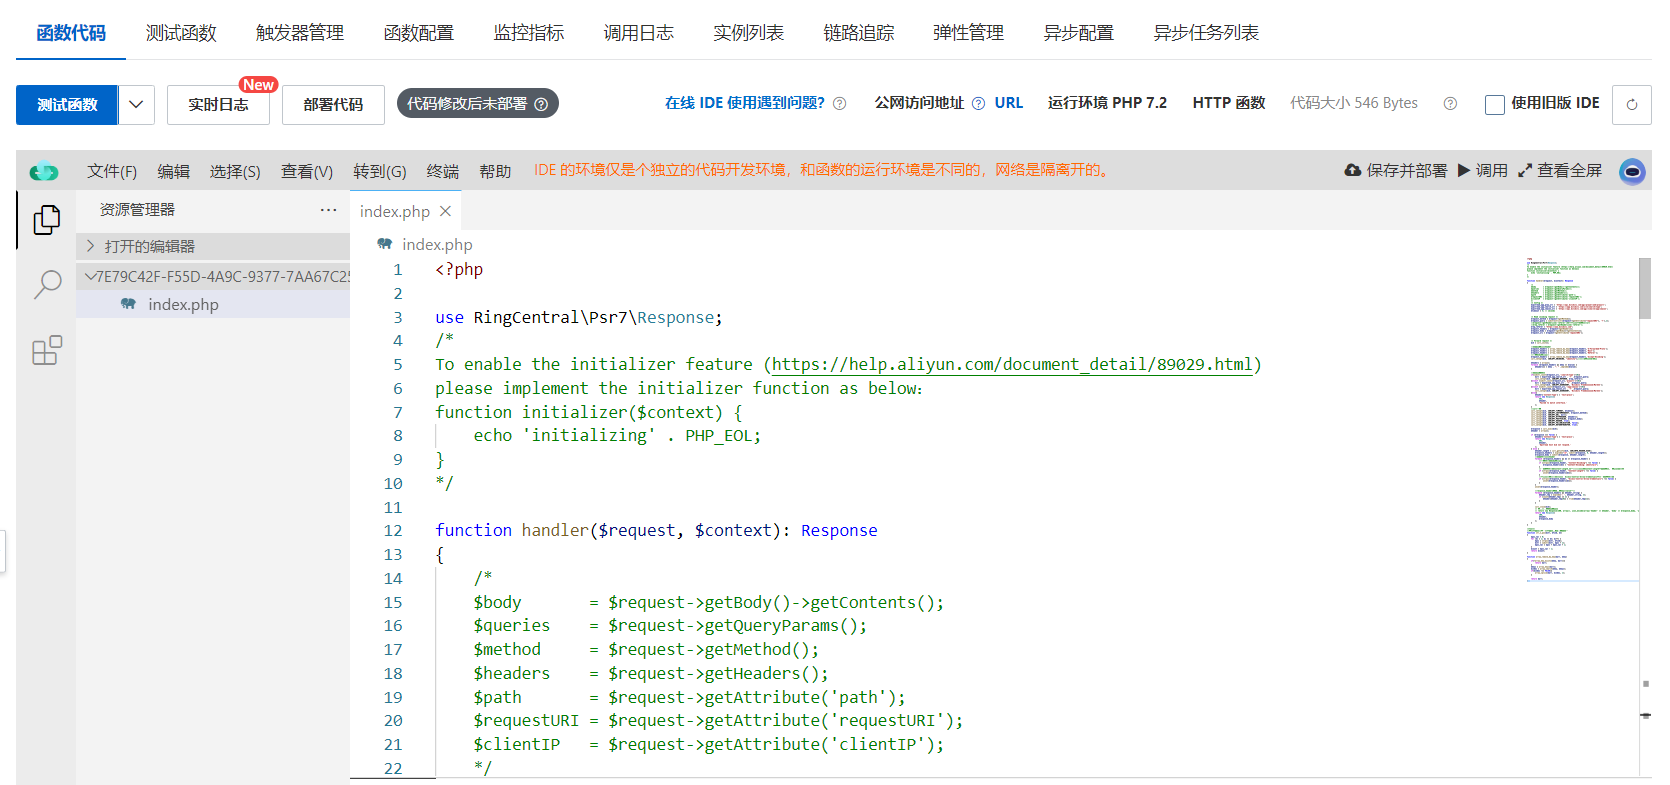 函数代码 测试函数 触发器管理 函数配置 监控指标 调用日志 实例列表 链路追踪 弹性管理 异步配置 异步任务列表
New
测试函数 实时日志 部署代码 代码修改后未部署 在线 IDE 使用遇到问题? 公网访问地址 URL 运行环境 PHP 7.2 HTTP 函数 代码大小 546 Bytes 使用旧版 IDE
文件(F) 编辑 选择(S) 查看(V) 转到(G) 终端 帮助 IDE 的环境仅是个独立的代码开发环境，和函数的运行环境是不同的，网络是隔离开的。 保存并部署 调用 查看全屏
资源管理器 ··· index.php
打开的编辑器 index.php
7E79C42F-F55D-4A9C-9377-7AA67C25
index.php
1 <?php
2
3 use RingCentral\Psr7\Response;
4 /*
5 To enable the initializer feature (https://help.aliyun.com/document_detail/89029.html)
6 please implement the initializer function as below:
7 function initializer($context) {
8 echo 'initializing' . PHP_EOL;
9 }
10 */
11
12 function handler($request, $context): Response
13 {
14 /*
15 $body = $request->getBody()->getContents();
16 $queries = $request->getQueryParams();
17 $method = $request->getMethod();
18 $headers = $request->getHeaders();
19 $path = $request->getAttribute('path');
20 $requestURI = $request->getAttribute('requestURI');
21 $clientIP = $request->getAttribute('clientIP');
22 */